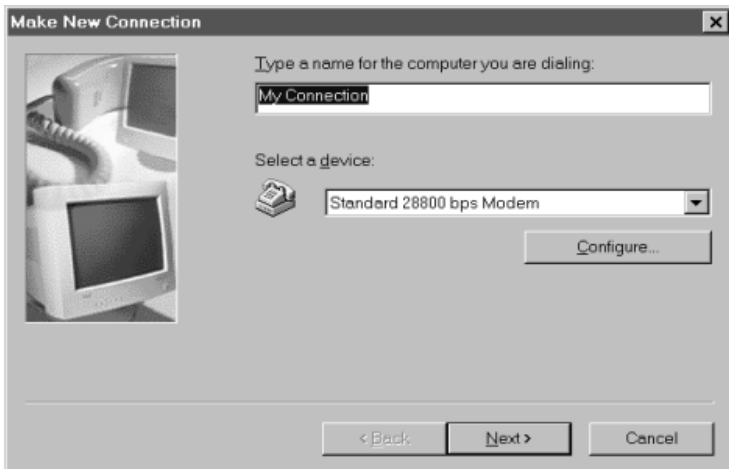 Make New Connection
Type a name for the computer you are dialing:
My Connection
Select a device:
Standard 28800 bps Modem
Configure...
< Back
Next >
Cancel